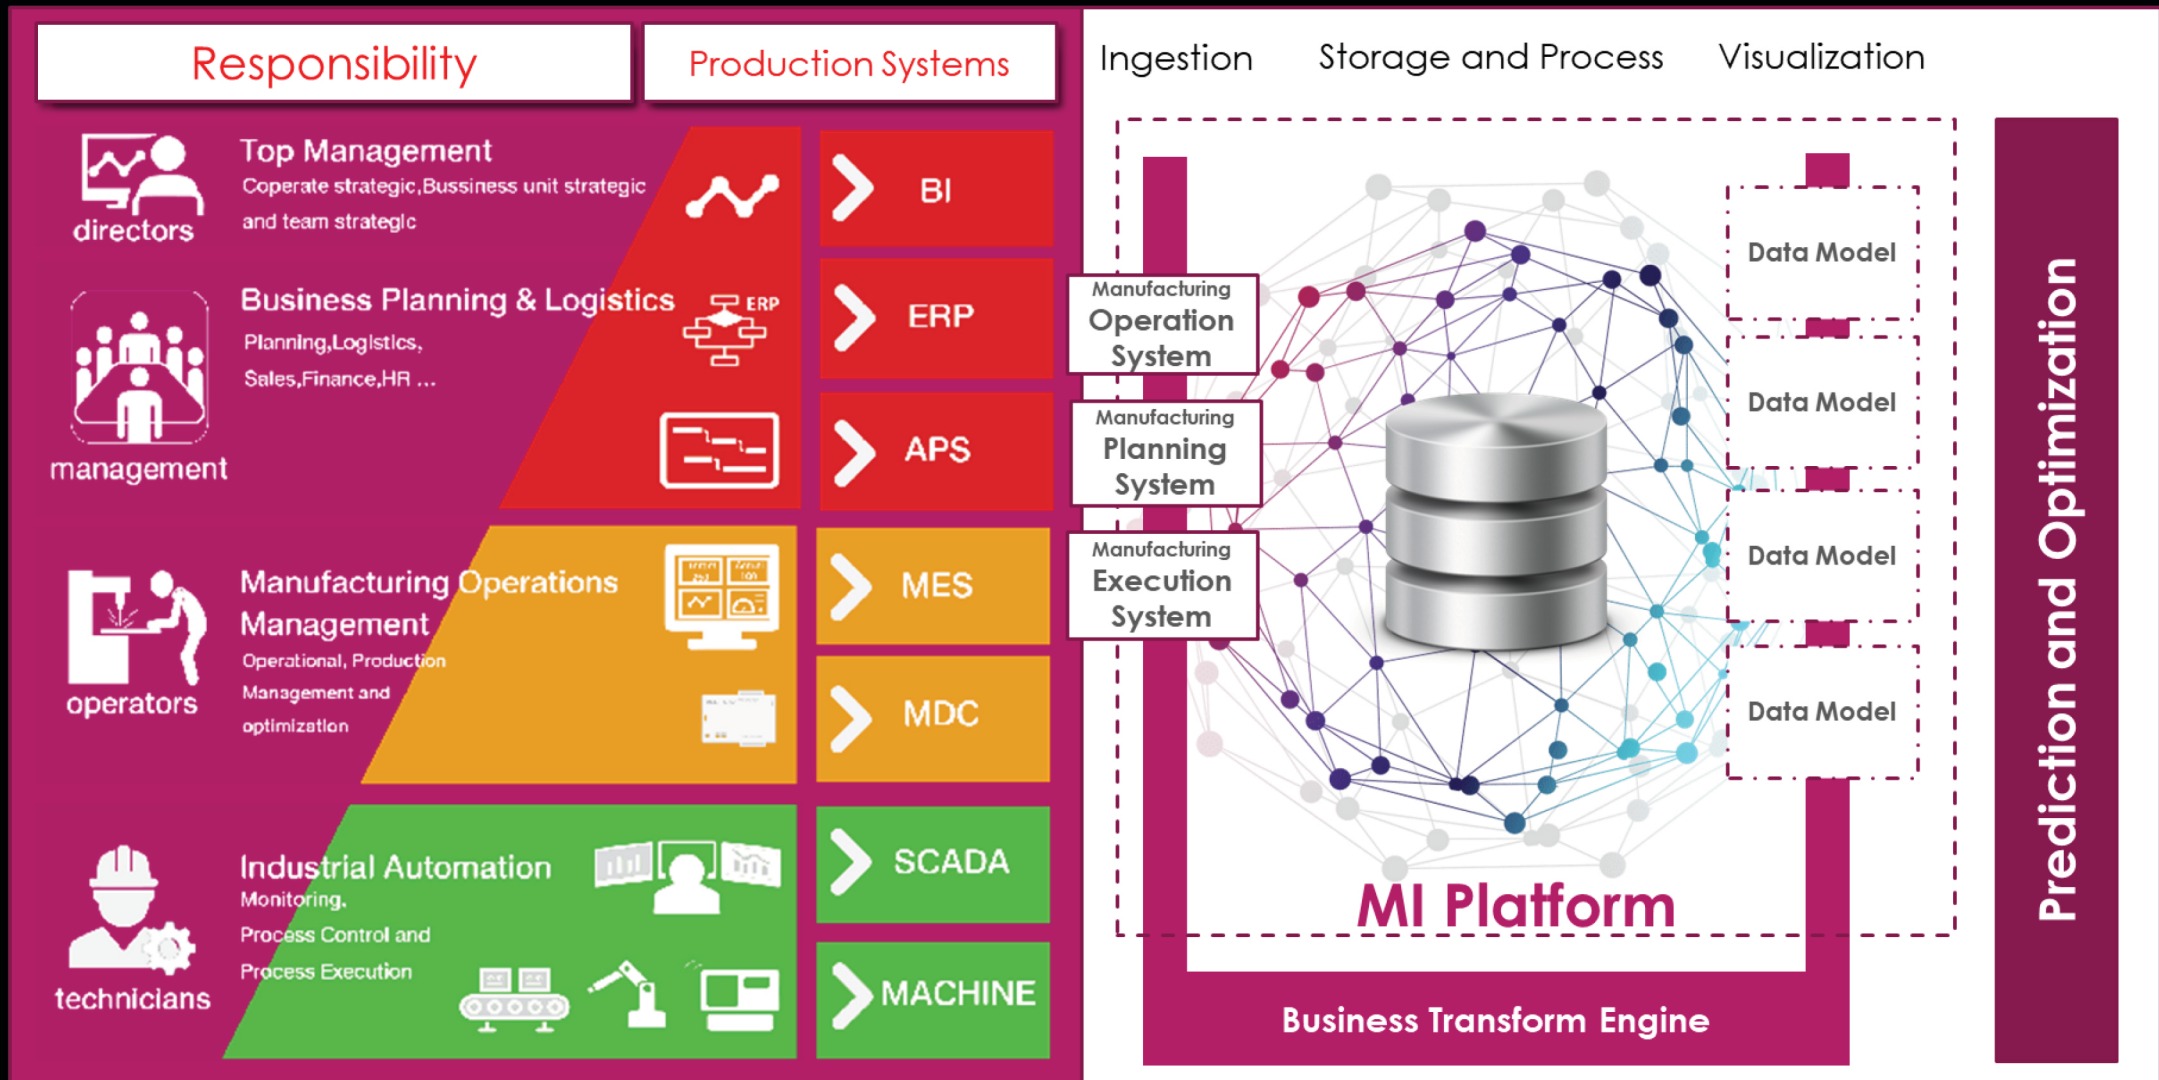 Responsibility
Production Systems
Ingestion
Storage and Process
Visualization
directors
Top Management
Coperate strategic,Bussiness unit strategic
and team strategic
BI
management
Business Planning & Logistics
Planning,Logistics,
Sales,Finance,HR ...
ERP
ERP
APS
operators
Manufacturing Operations
Management
Operational, Production
Management and
optimization
MES
MDC
technicians
Industrial Automation
Monitoring,
Process Control and
Process Execution
SCADA
MACHINE
Manufacturing
Operation
System
Manufacturing
Planning
System
Manufacturing
Execution
System
Data Model
Data Model
Data Model
Data Model
MI Platform
Business Transform Engine
Prediction and Optimization